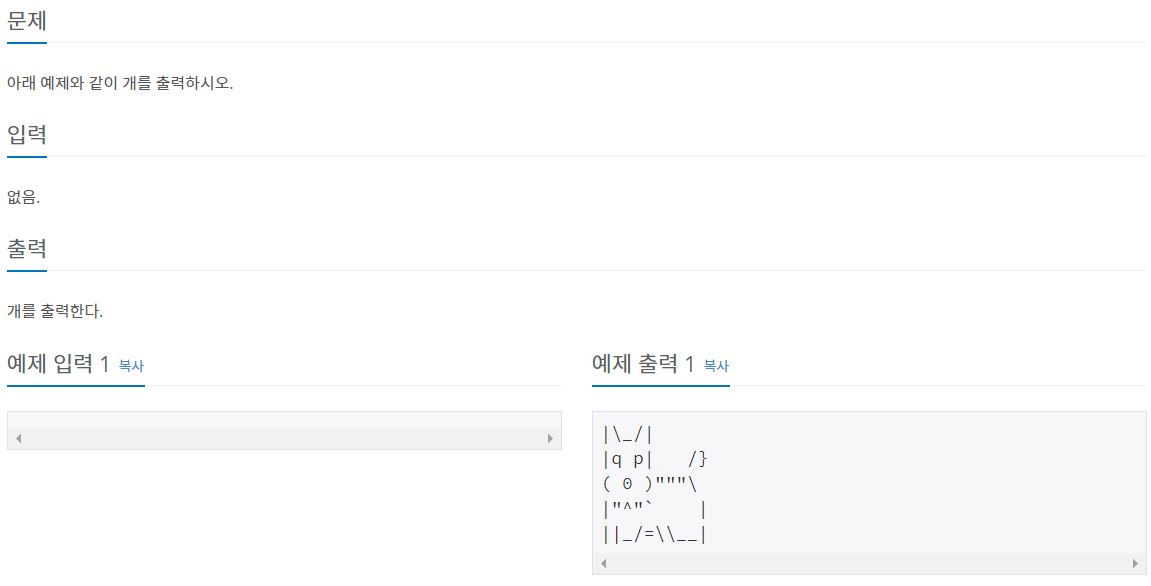 문제
아래 예제와 같이 개를 출력하시오.
입력
없음.
출력
개를 출력한다.
예제 입력 1 복사
예제 출력 1 복사
|\_/|
|q p|   /}
( 0 )"""\
|"^"`    |
||_/=\\__|